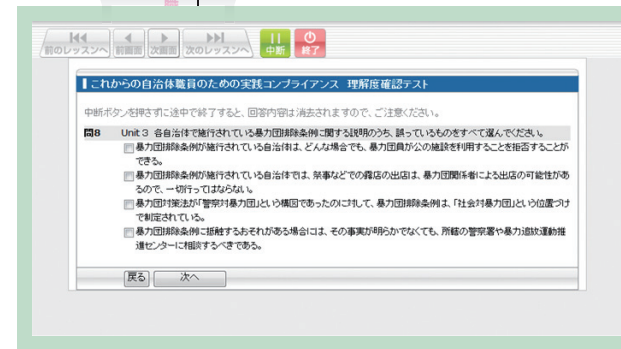 前のレッスンへ 前画面 次画面 次のレッスンへ 中断 終了
これからの自治体職員のための実践コンプライアンス 理解度確認テスト
中断ボタンを押さずに途中で終了すると、回答内容は消去されますので、ご注意ください。
問8 Unit 3 各自治体で施行されている暴力団排除条例に関する説明のうち、誤っているものをすべて選んでください。
暴力団排除条例が施行されている自治体は、どんな場合でも、暴力団員が公の施設を利用することを拒否することが
できる。
暴力団排除条例が施行されている自治体では、祭事などでの露店の出店は、暴力団関係者による出店の可能性があ
るので、一切行ってはならない。
暴力団対策法が「警察対暴力団」という構図であったのに対して、暴力団排除条例は、「社会対暴力団」という位置づけ
で制定されている。
暴力団排除条例に抵触するおそれがある場合には、その事実が明らかでなくても、所轄の警察署や暴力追放運動推
進センターに相談するべきである。
戻る 次へ